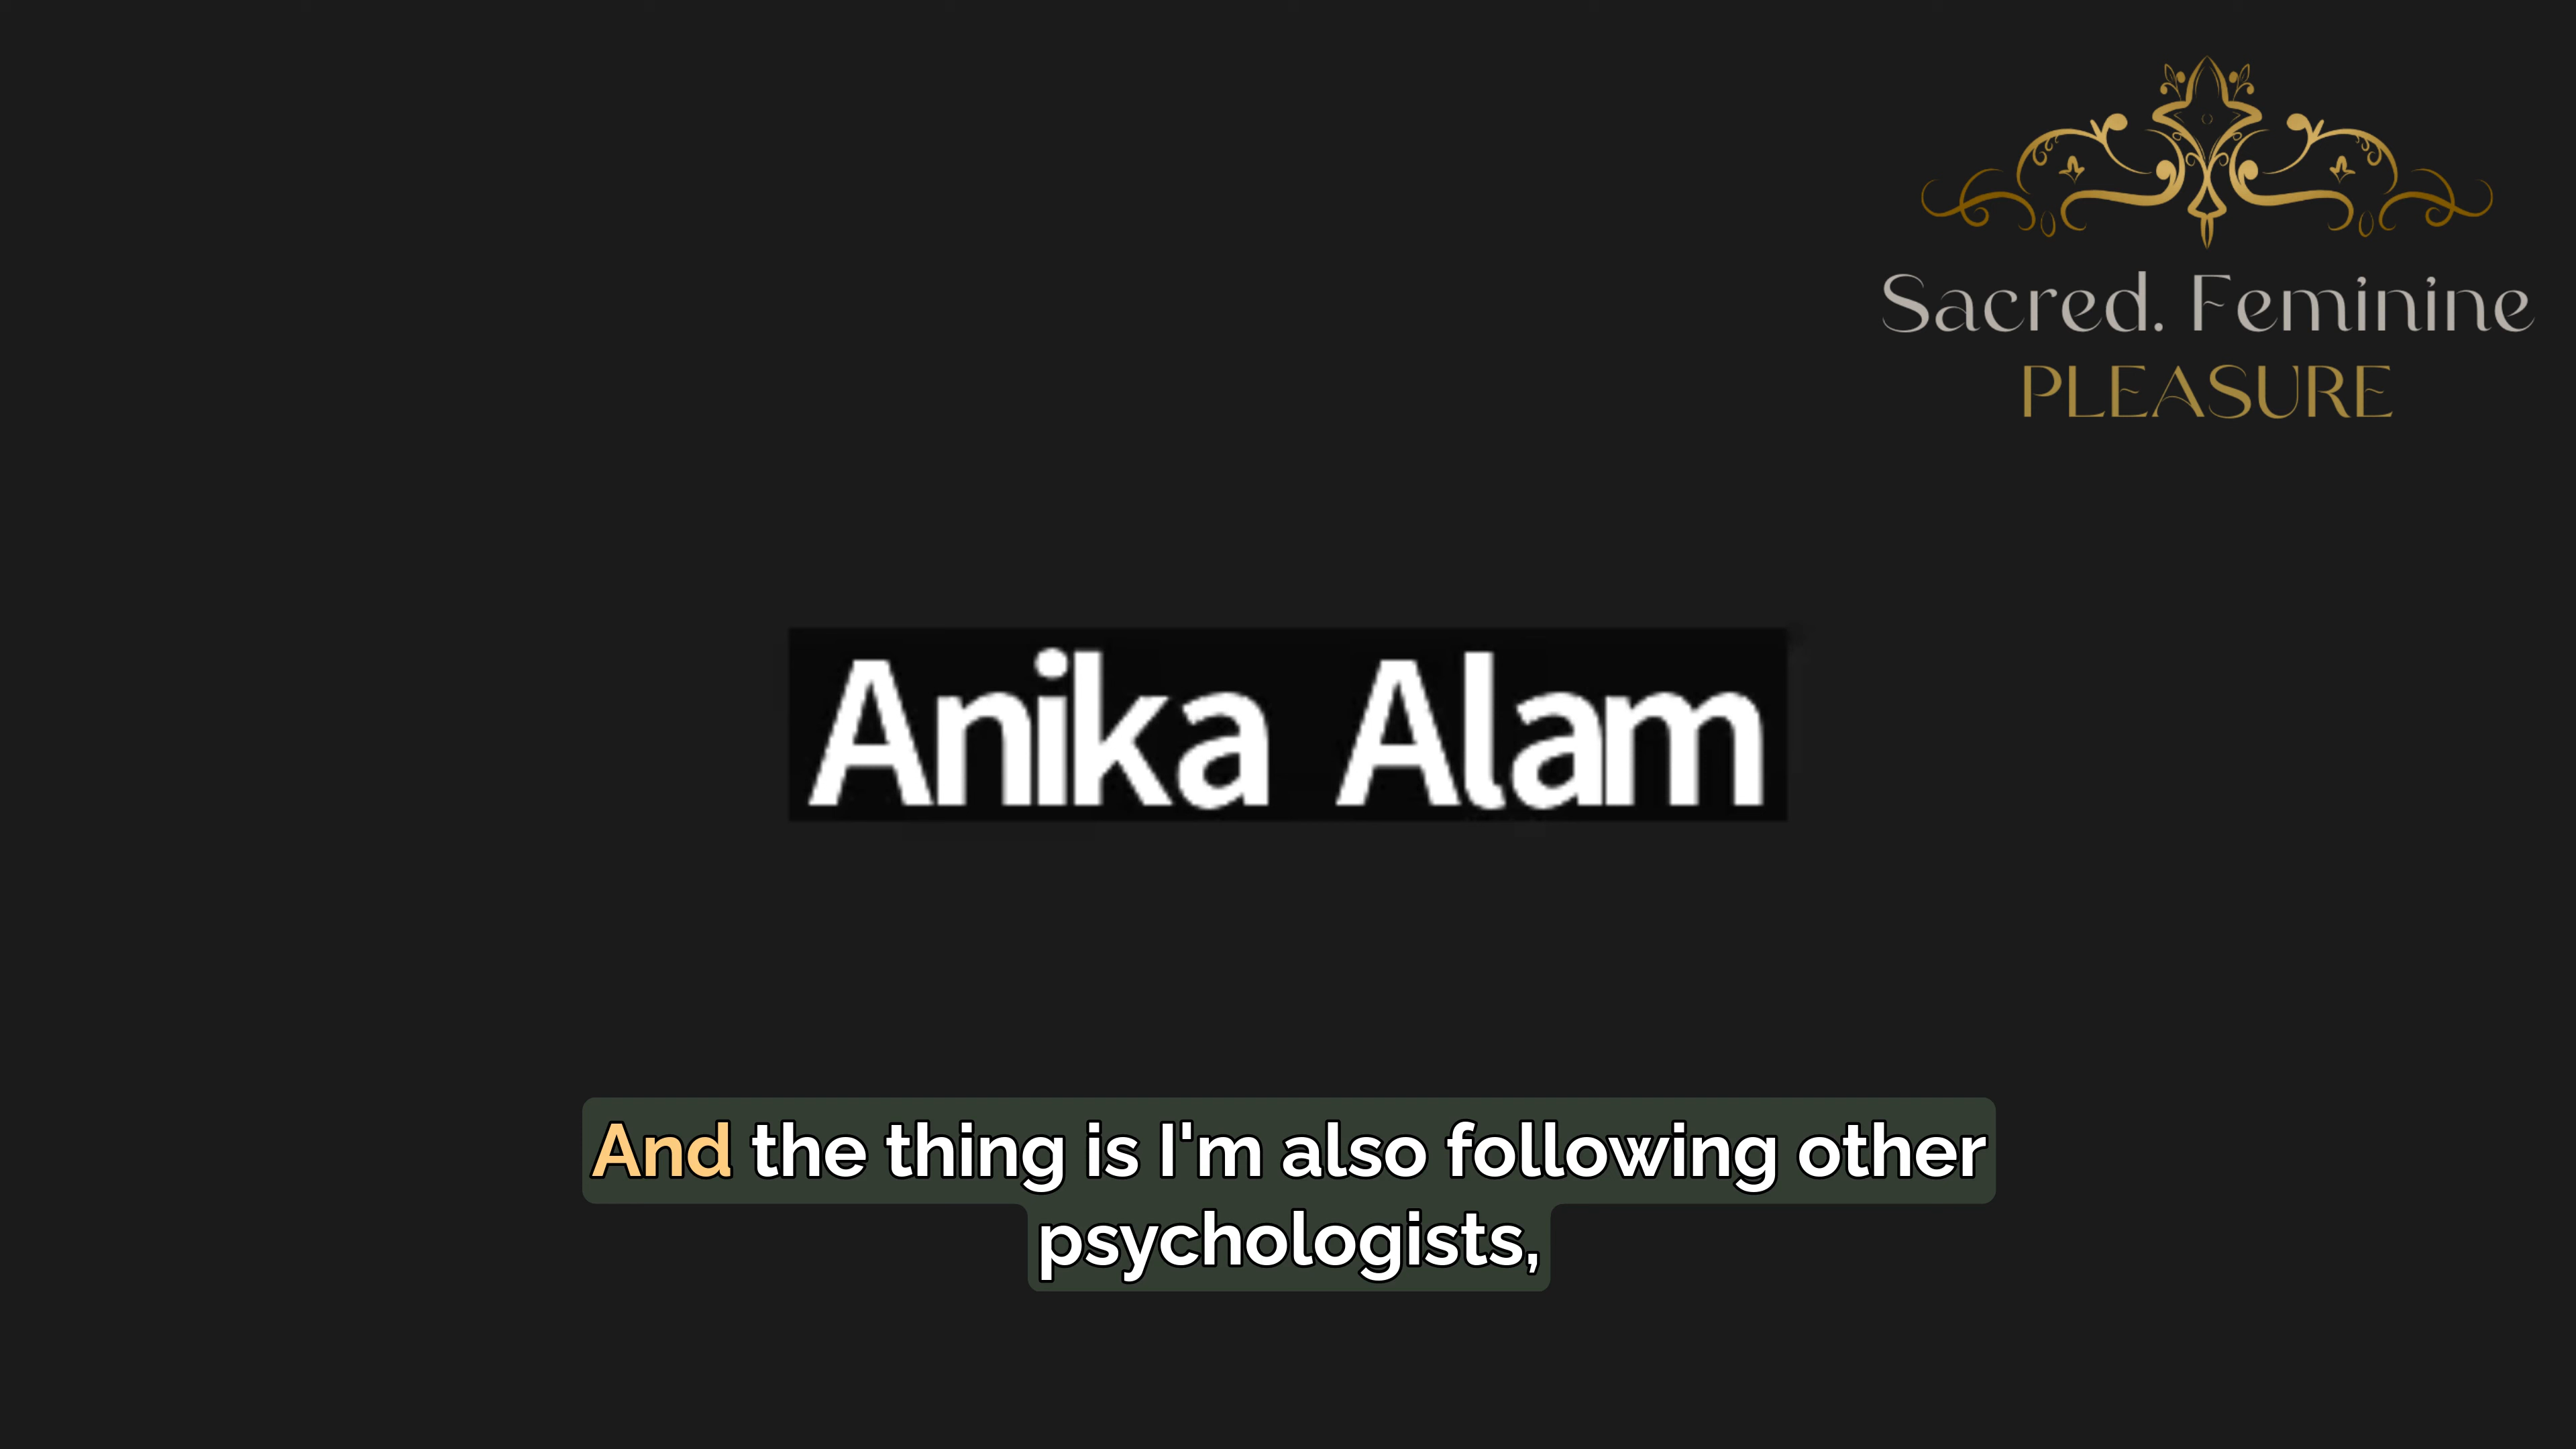 Sacred. Feminine
PLEASURE
Anika Alam
And the thing is I'm also following other
psychologists,